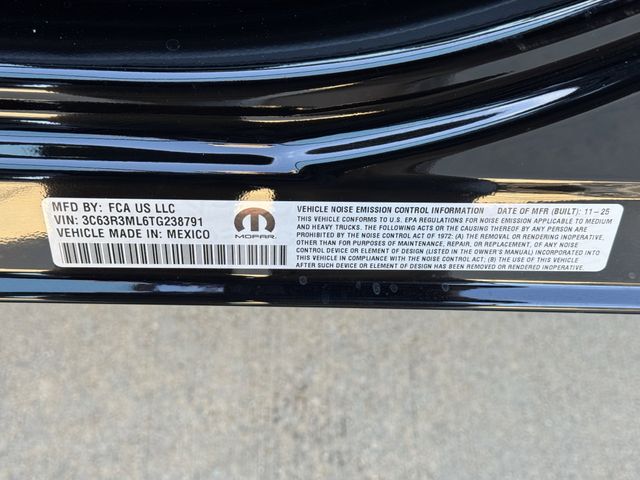 MFD BY: FCA US LLC
VIN: 3C63R3ML6TG238791
VEHICLE MADE IN: MEXICO
MOPAR
VEHICLE NOISE EMISSION CONTROL INFORMATION DATE OF MFR (BUILT): 11-25
THIS VEHICLE CONFORMS TO U.S. EPA REGULATIONS FOR NOISE EMISSION APPLICABLE TO MEDIUM
AND HEAVY TRUCKS. THE FOLLOWING ACTS OR THE CAUSING THEREOF BY ANY PERSON ARE
PROHIBITED BY THE NOISE CONTROL ACT OF 1972: (A) THE REMOVAL OR RENDERING INOPERATIVE,
OTHER THAN FOR PURPOSES OF MAINTENANCE, REPAIR, OR REPLACEMENT, OF ANY NOISE
CONTROL DEVICE OR ELEMENT OF DESIGN (LISTED IN THE OWNER'S MANUAL) INCORPORATED INTO
THIS VEHICLE IN COMPLIANCE WITH THE NOISE CONTROL ACT; (B) THE USE OF THIS VEHICLE
AFTER SUCH DEVICE OR ELEMENT OF DESIGN HAS BEEN REMOVED OR RENDERED INOPERATIVE.